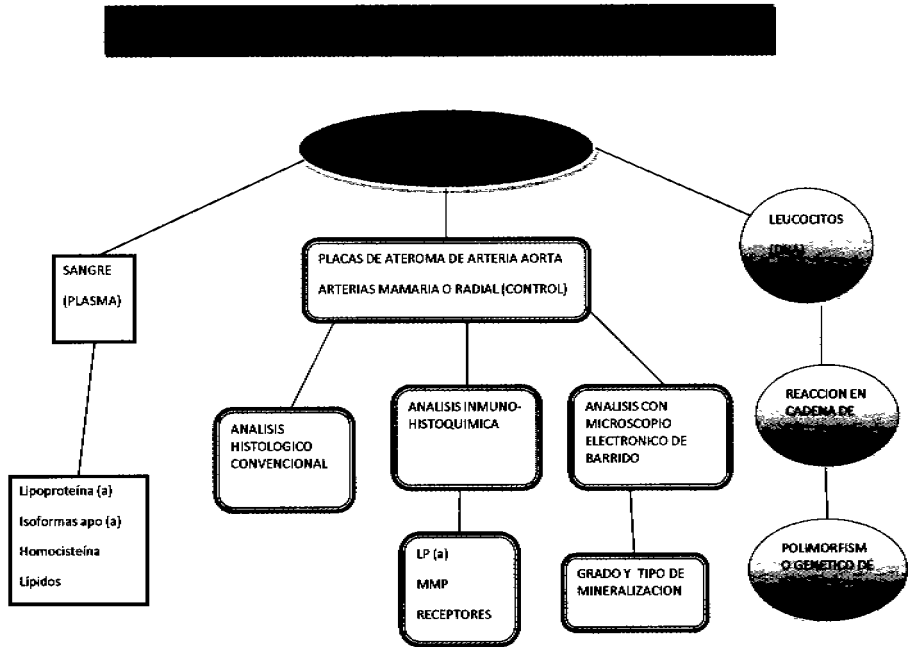 SANGRE
(PLASMA)
Lipoproteína (a)
Isoformas apo (a)
Homocisteína
Lípidos
PLACAS DE ATEROMA DE ARTERIA AORTA
ARTERIAS MAMARIA O RADIAL (CONTROL)
ANALISIS
HISTOLOGICO
CONVENCIONAL
ANALISIS INMUNO-
HISTOQUIMICA
LP (a)
MMP
RECEPTORES
ANALISIS CON
MICROSCOPIO
ELECTRONICO DE
BARRIDO
GRADO Y TIPO DE
MINERALIZACION
LEUCOCITOS
REACCION EN
CADENA DE
POLIMORFISM
O GENETICO DE